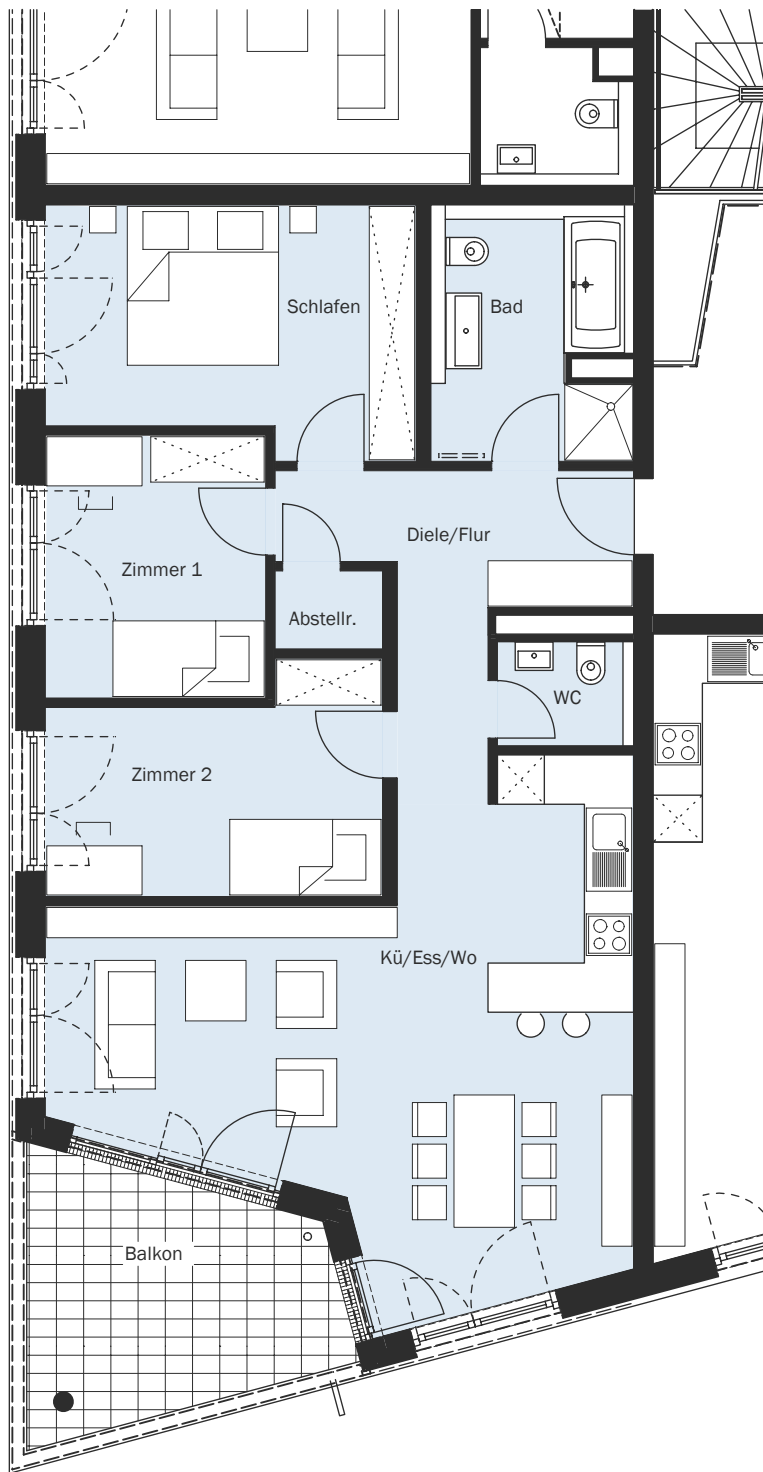 Schlafen
Bad
Diele/Flur
Zimmer 1
Abstellr.
WC
Zimmer 2
Kü/Ess/Wo
Balkon